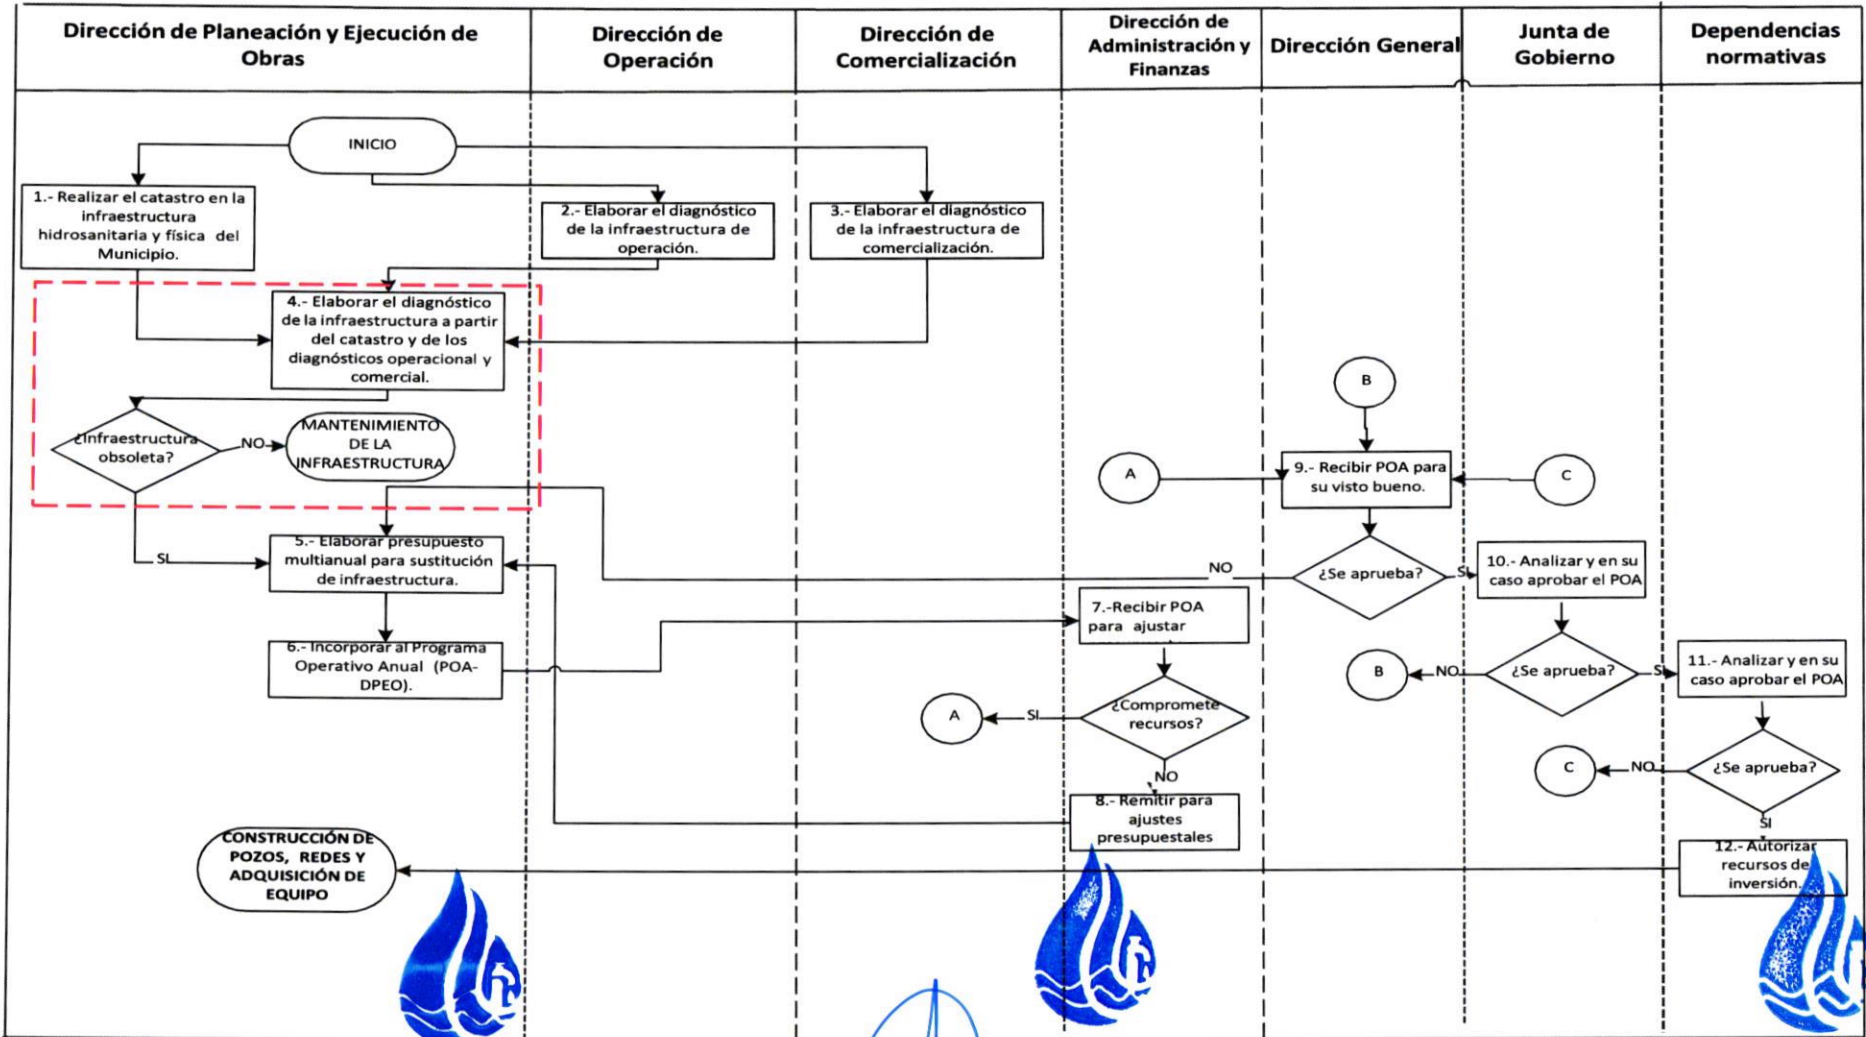 Dirección de Planeación y Ejecución de
Obras
Dirección de
Operación
Dirección de
Comercialización
Dirección de
Administración y
Finanzas
Dirección General
Junta de
Gobierno
Dependencias
normativas
INICIO
1.- Realizar el catastro en la
infraestructura
hidrosanitaria y física del
Municipio.
2.- Elaborar el diagnóstico
de la infraestructura de
operación.
3.- Elaborar el diagnóstico
de la infraestructura de
comercialización.
4.- Elaborar el diagnóstico
de la infraestructura a partir
del catastro y de los
diagnósticos operacional y
comercial.
¿Infraestructura
obsoleta?
NO
MANTENIMIENTO
DE LA
INFRAESTRUCTURA
SI
5.- Elaborar presupuesto
multianual para sustitución
de infraestructura.
6.- Incorporar al Programa
Operativo Anual (POA-
DPEO).
7.-Recibir POA
para ajustar
¿Compromete
recursos?
SI
A
NO
8.- Remitir para
ajustes
presupuestales
B
A
9.- Recibir POA para
su visto bueno.
C
¿Se aprueba?
NO
SI
10.- Analizar y en su
caso aprobar el POA
¿Se aprueba?
NO
B
SI
11.- Analizar y en su
caso aprobar el POA
¿Se aprueba?
NO
C
SI
12.- Autorizar
recursos de
inversión.
CONSTRUCCIÓN DE
POZOS, REDES Y
ADQUISICIÓN DE
EQUIPO